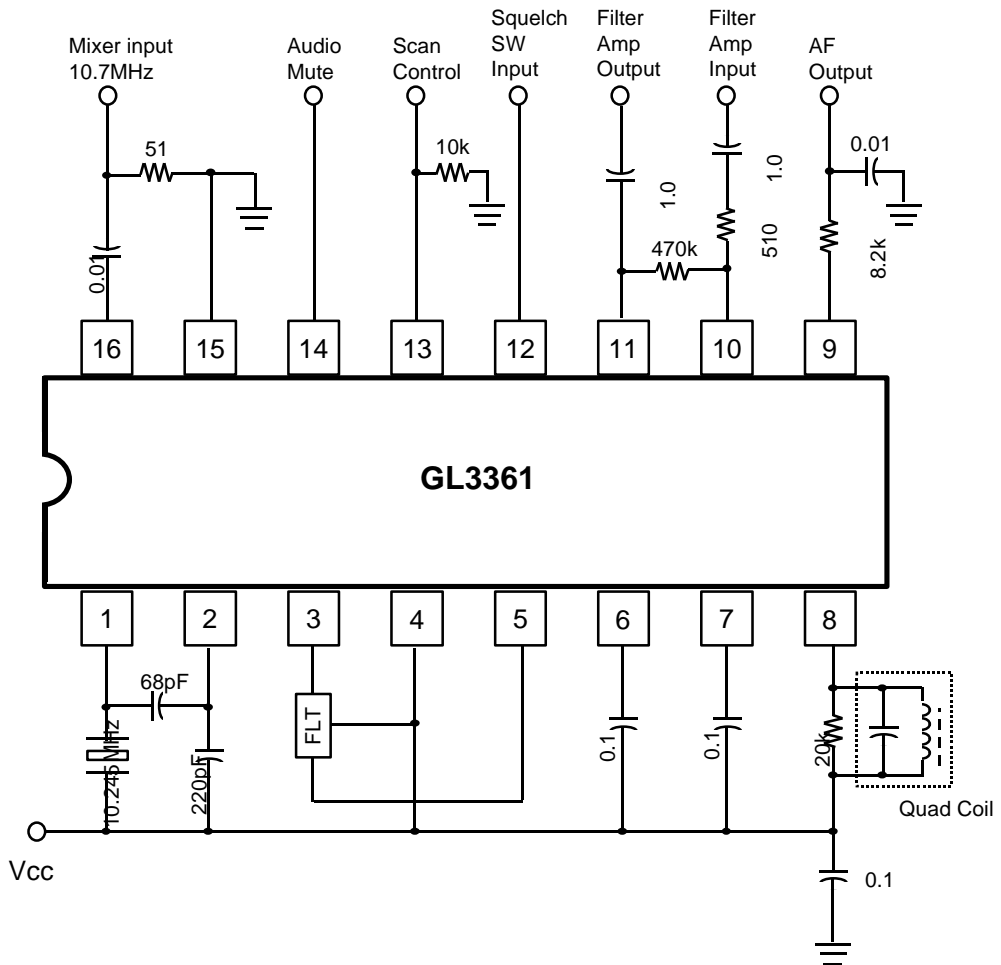 Mixer input
10.7MHz
Audio
Mute
Scan
Control
Squelch
SW
Input
Filter
Amp
Output
Filter
Amp
Input
AF
Output
51
0.01
10k
1.0
470k
1.0
510
0.01
8.2k
16
15
14
13
12
11
10
9
GL3361
1
2
3
4
5
6
7
8
68pF
10.245 MHz
220pF
FLT
0.1
0.1
20k
Quad Coil
Vcc
0.1